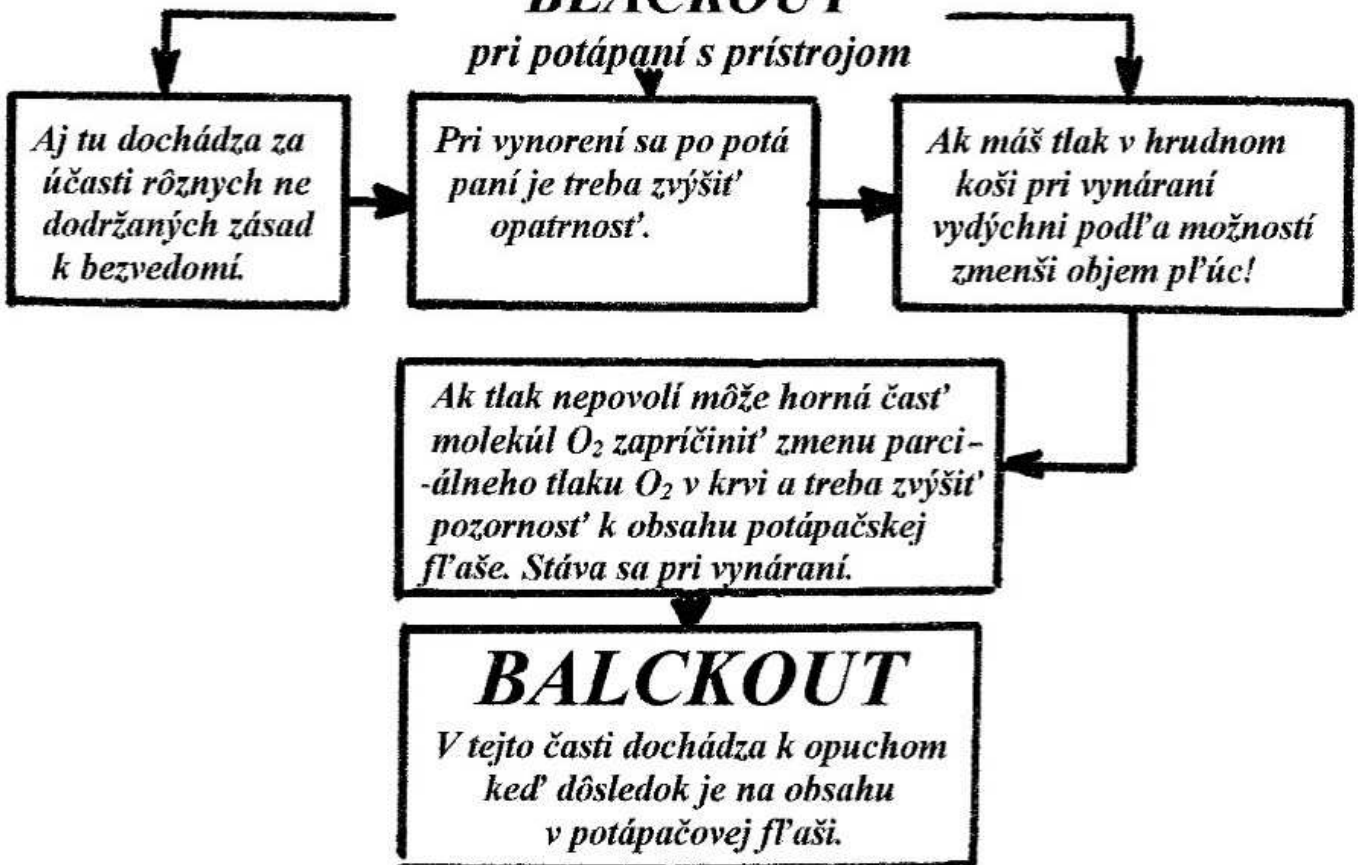 BLACKOUT
pri potápaní s prístrojom
Aj tu dochádza za
účasti rôznych ne
dodržaných zásad
k bezvedomí.
Pri vynorení sa po potá
paní je treba zvýšiť
opatrnosť.
Ak máš tlak v hrudnom
koši pri vynáraní
vydýchni podľa možností
zmenši objem pľúc!
Ak tlak nepovolí môže horná časť
molekúl O₂ zapríčiniť zmenu parci-
-álneho tlaku O₂ v krvi a treba zvýšiť
pozornosť k obsahu potápačskej
fľaše. Stáva sa pri vynáraní.
BALCKOUT
V tejto časti dochádza k opuchom
keď dôsledok je na obsahu
v potápačovej fľaši.